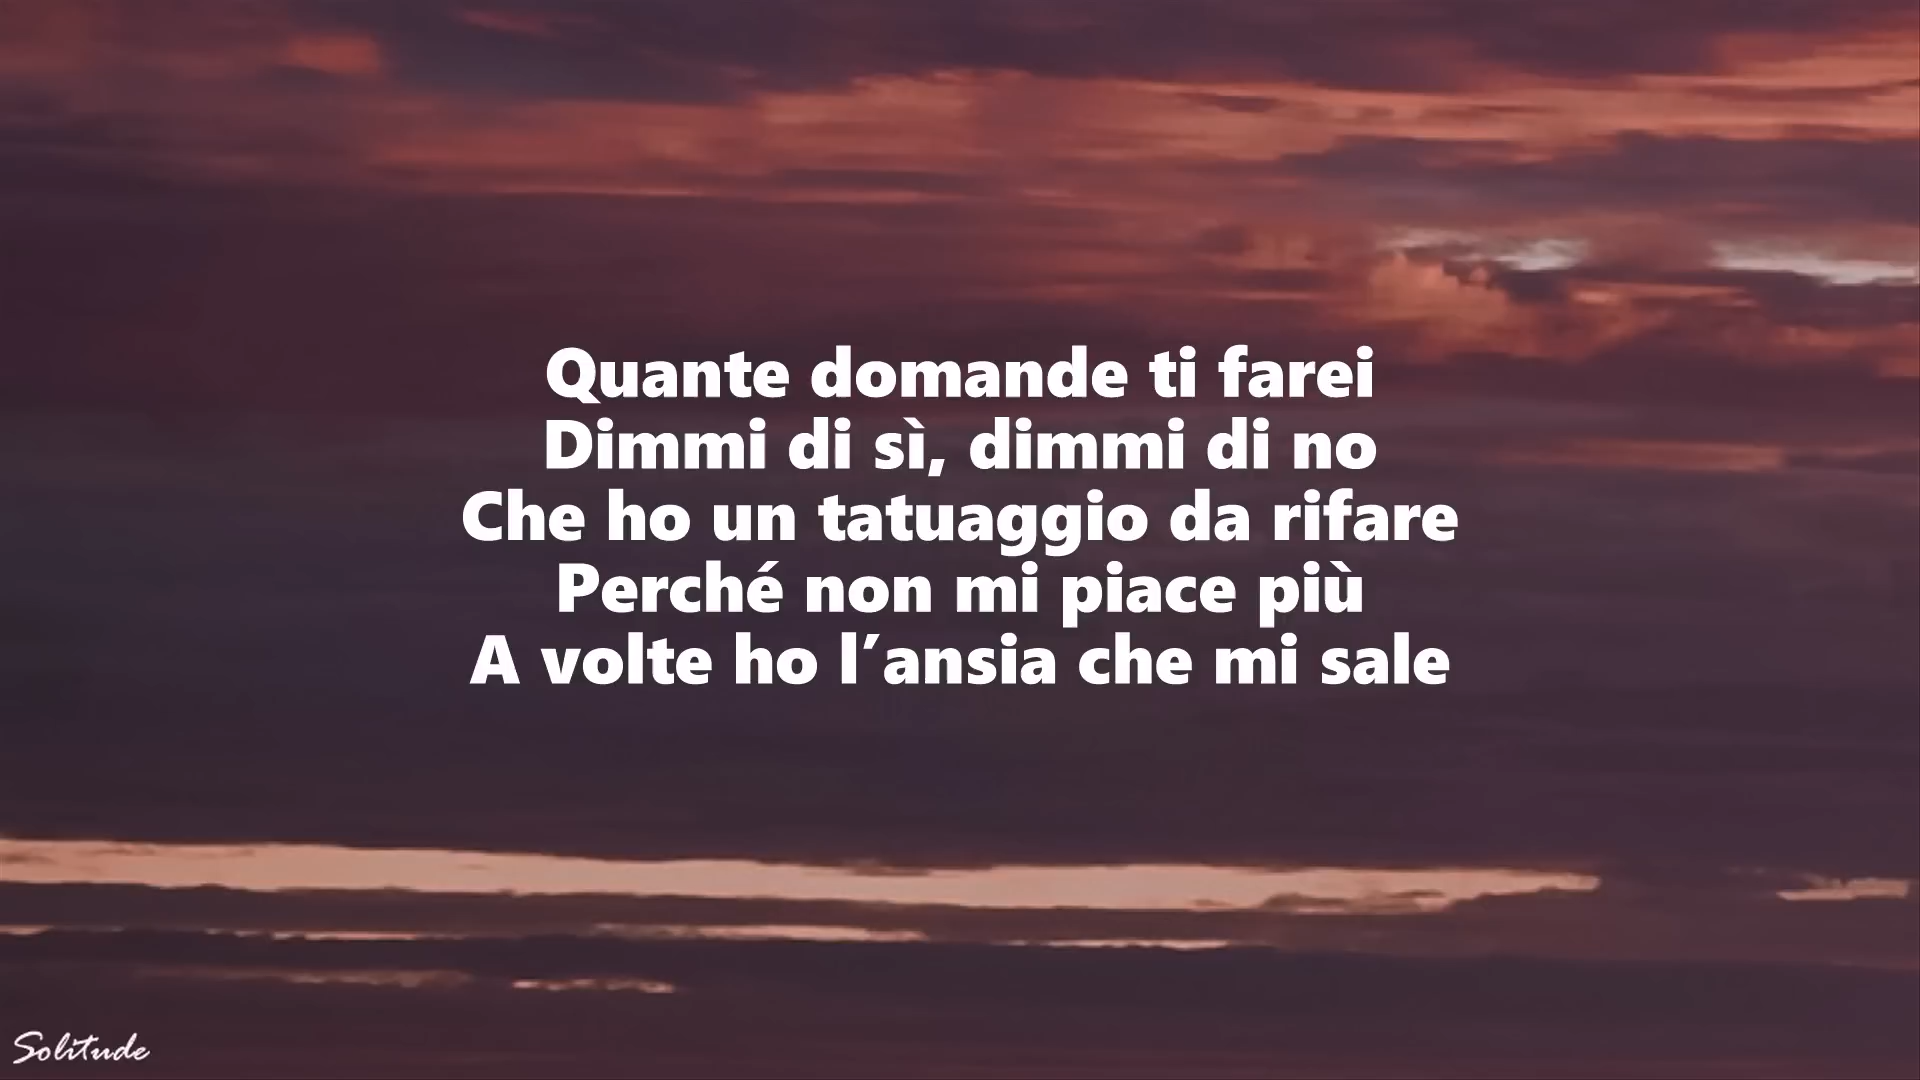 Quante domande ti farei
Dimmi di sì, dimmi di no
Che ho un tatuaggio da rifare
Perché non mi piace più
A volte ho l’ansia che mi sale
Solitude